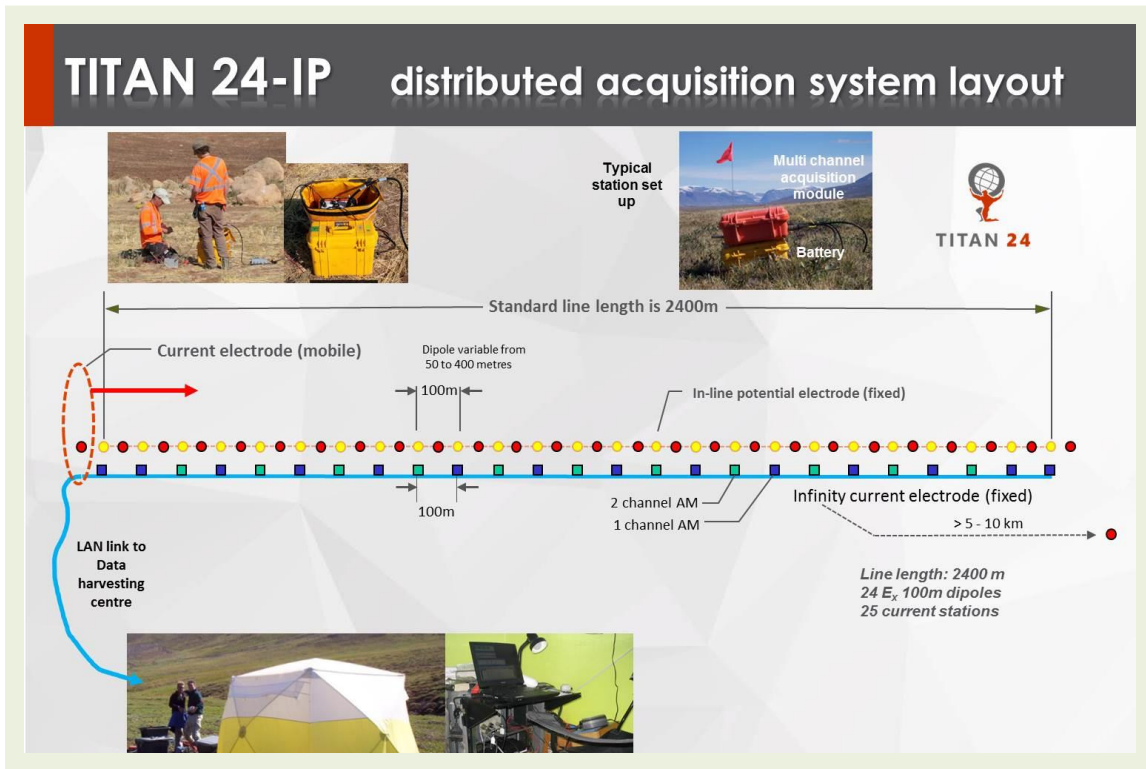 TITAN 24-IP distributed acquisition system layout
Typical
station set
up
Multi channel
acquisition
module
Battery
TITAN 24
Standard line length is 2400m
Current electrode (mobile)
Dipole variable from
50 to 400 metres
100m
In-line potential electrode (fixed)
100m
2 channel AM
1 channel AM
Infinity current electrode (fixed)
> 5 - 10 km
LAN link to
Data
harvesting
centre
Line length: 2400 m
24 Ex 100m dipoles
25 current stations